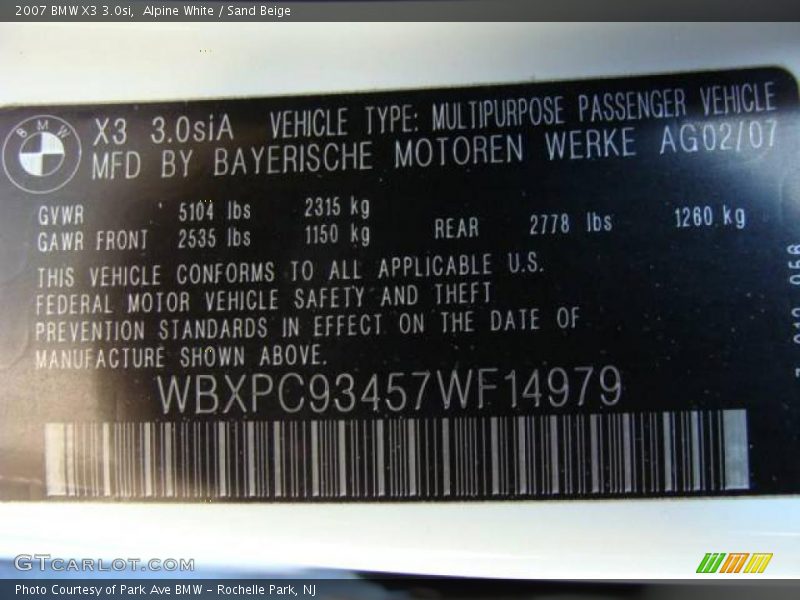 2007 BMW X3 3.0si, Alpine White / Sand Beige
BMW
X3 3.0siA VEHICLE TYPE: MULTIPURPOSE PASSENGER VEHICLE
MFD BY BAYERISCHE MOTOREN WERKE AG02/07
GVWR 5104 lbs 2315 kg
GAWR FRONT 2535 lbs 1150 kg REAR 2778 lbs 1260 kg
THIS VEHICLE CONFORMS TO ALL APPLICABLE U.S.
FEDERAL MOTOR VEHICLE SAFETY AND THEFT
PREVENTION STANDARDS IN EFFECT ON THE DATE OF
MANUFACTURE SHOWN ABOVE.
WBXPC93457WF14979
GTCARLOT.COM
Photo Courtesy of Park Ave BMW - Rochelle Park, NJ